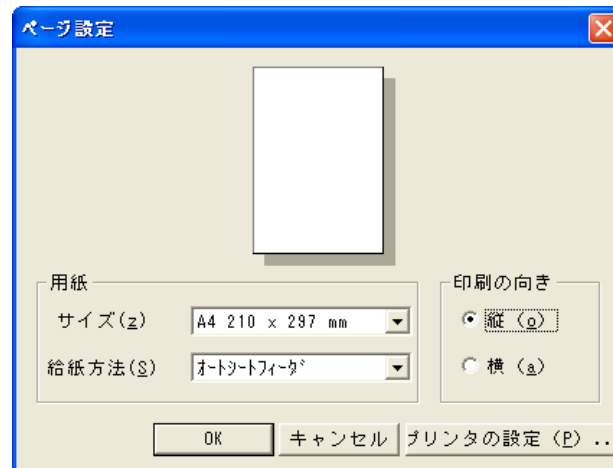 ページ設定
用紙
サイズ(z)
A4 210 x 297 mm
給紙方法(S)
ｵｰﾄｼｰﾄﾌｨｰﾀﾞ
印刷の向き
縦 (o)
横 (a)
OK
キャンセル
プリンタの設定 (P) ..